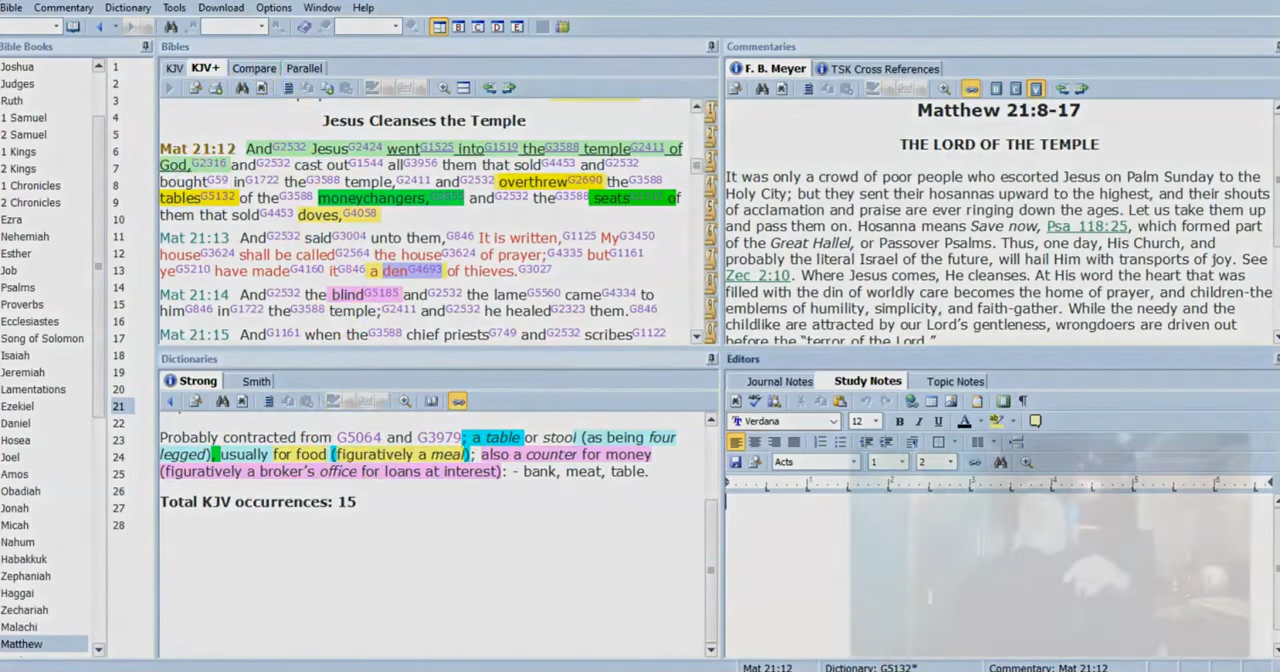 Bible Commentary Dictionary Tools Download Options Window Help
B C D E
Bible Books
Joshua
Judges
Ruth
1 Samuel
2 Samuel
1 Kings
2 Kings
1 Chronicles
2 Chronicles
Ezra
Nehemiah
Esther
Job
Psalms
Proverbs
Ecclesiastes
Song of Solomon
Isaiah
Jeremiah
Lamentations
Ezekiel
Daniel
Hosea
Joel
Amos
Obadiah
Jonah
Micah
Nahum
Habakkuk
Zephaniah
Haggai
Zechariah
Malachi
Matthew
1
2
3
4
5
6
7
8
9
10
11
12
13
14
15
16
17
18
19
20
21
22
23
24
25
26
27
28
Bibles
KJV KJV+ Compare Parallel
Jesus Cleanses the Temple
Mat 21:12 AndG2532 JesusG2424 wentG1525 intoG1519 theG3588 templeG2411 of
God,G2316 andG2532 cast outG1544 allG3956 them that soldG4453 andG2532
boughtG59 inG1722 theG3588 temple,G2411 andG2532 overthrewG2690 theG3588
tablesG5132 of theG3588 moneychangers, andG2532 theG3588 seats of
them that soldG4453 doves,G4058
Mat 21:13 AndG2532 saidG3004 unto them,G846 It is written,G1125 MyG3450
houseG3624 shall be calledG2564 the houseG3624 of prayer;G4335 butG1161
yeG5210 have madeG4160 itG846 a denG4693 of thieves.G3027
Mat 21:14 AndG2532 the blindG5185 andG2532 the lameG5560 cameG4334 to
himG846 inG1722 theG3588 temple;G2411 andG2532 he healedG2323 them.G846
Mat 21:15 AndG1161 when theG3588 chief priestsG749 andG2532 scribesG1122
Dictionaries
Strong Smith
Probably contracted from G5064 and G3979; a table or stool (as being four
legged), usually for food (figuratively a meal); also a counter for money
(figuratively a broker's office for loans at interest): - bank, meat, table.
Total KJV occurrences: 15
Commentaries
F. B. Meyer TSK Cross References
Matthew 21:8-17
THE LORD OF THE TEMPLE
It was only a crowd of poor people who escorted Jesus on Palm Sunday to the
Holy City; but they sent their hosannas upward to the highest, and their shouts
of acclamation and praise are ever ringing down the ages. Let us take them up
and pass them on. Hosanna means Save now, Psa_118:25, which formed part
of the Great Hallel, or Passover Psalms. Thus, one day, His Church, and
probably the literal Israel of the future, will hail Him with transports of joy. See
Zec_2:10. Where Jesus comes, He cleanses. At His word the heart that was
filled with the din of worldly care becomes the home of prayer, and children-the
emblems of humility, simplicity, and faith-gather. While the needy and the
childlike are attracted by our Lord's gentleness, wrongdoers are driven out
before the "terror of the Lord."
Editors
Journal Notes Study Notes Topic Notes
Verdana 12 B I U A
Acts 1 2
1 2 3 4 5 6
Mat 21:12 Dictionary: G5132* Commentary: Mat 21:12